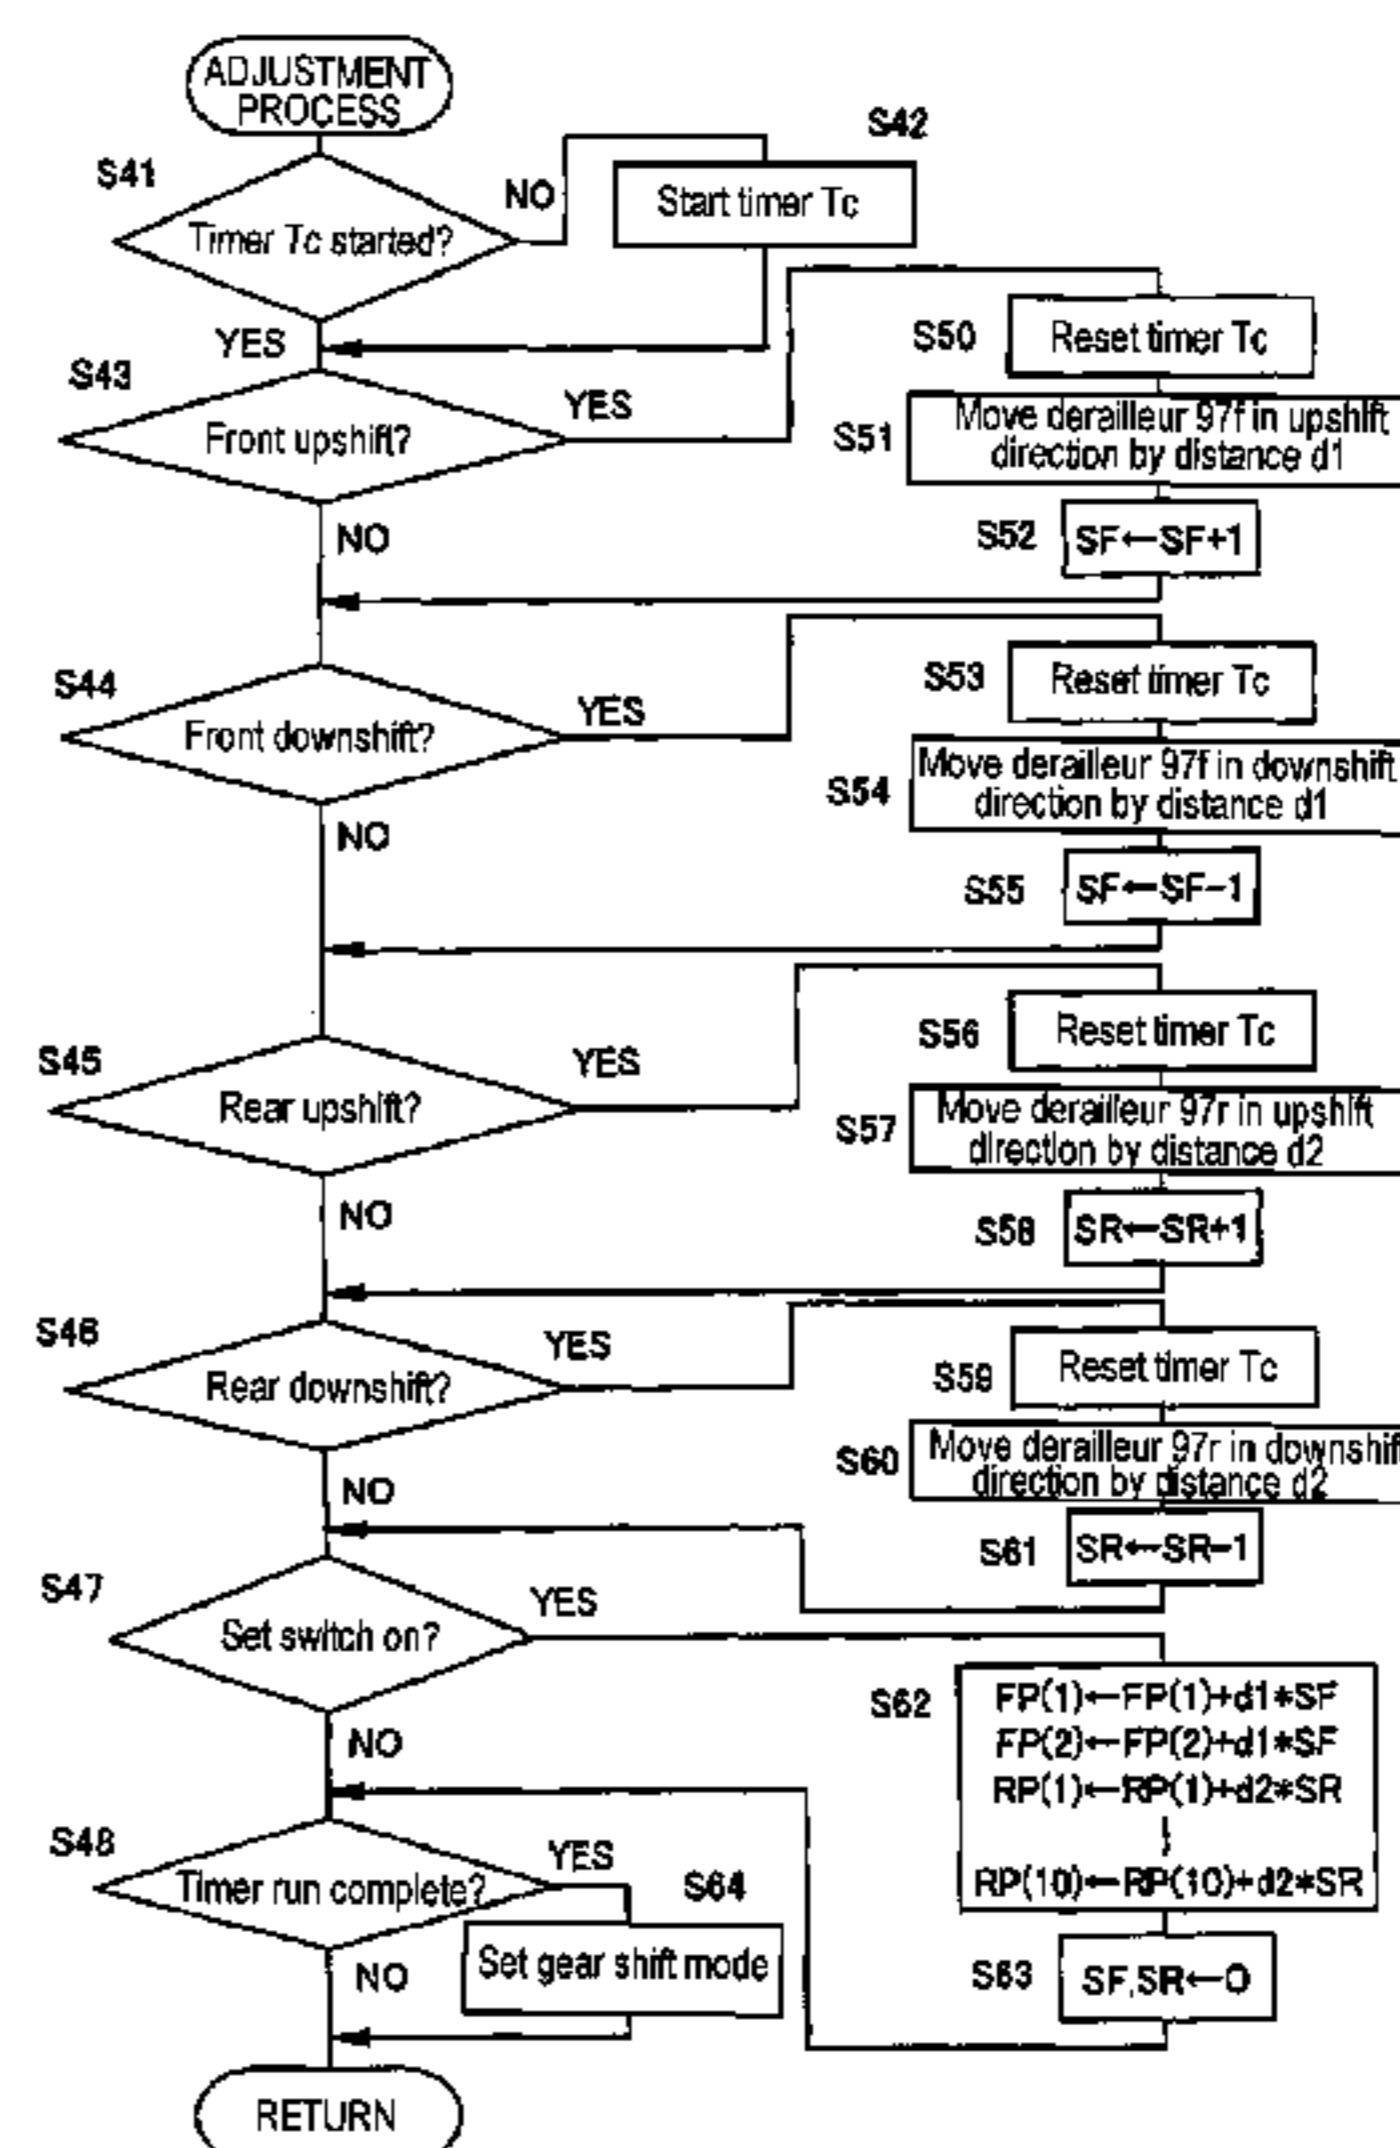 ADJUSTMENT
PROCESS
S41
Timer Tc started?
NO
S42
Start timer Tc
YES
S43
Front upshift?
YES
S50
Reset timer Tc
S51
Move derailleur 97f in upshift
direction by distance d1
S52
SF←SF+1
NO
S44
Front downshift?
YES
S53
Reset timer Tc
S54
Move derailleur 97f in downshift
direction by distance d1
S55
SF←SF−1
NO
S45
Rear upshift?
YES
S56
Reset timer Tc
S57
Move derailleur 97r in upshift
direction by distance d2
S58
SR←SR+1
NO
S46
Rear downshift?
YES
S59
Reset timer Tc
S60
Move derailleur 97r in downshift
direction by distance d2
S61
SR←SR−1
NO
S47
Set switch on?
YES
S62
FP(1)←FP(1)+d1*SF
FP(2)←FP(2)+d1*SF
RP(1)←RP(1)+d2*SR
RP(10)←RP(10)+d2*SR
S63
SF,SR←0
NO
S48
Timer run complete?
YES
S64
Set gear shift mode
NO
RETURN